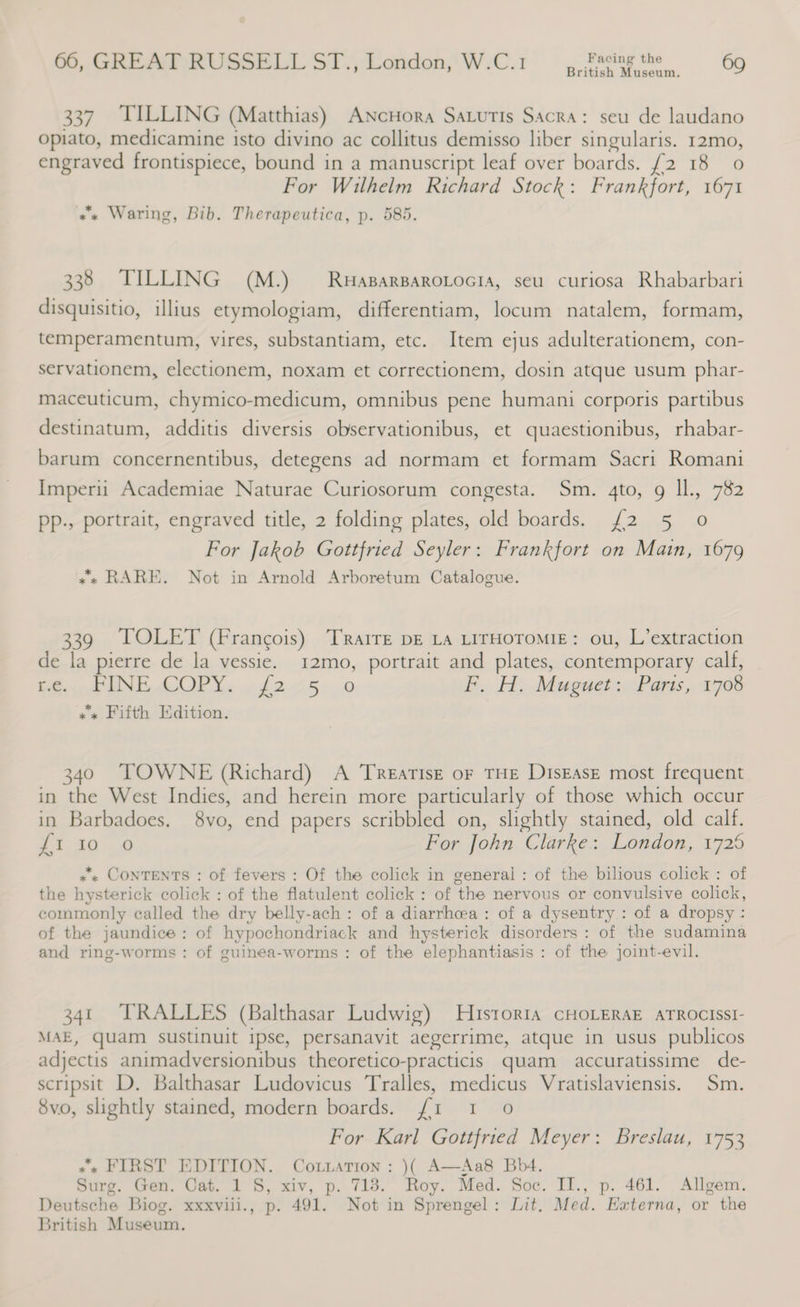 66, GREAT RUSSELL ST., London, W.C.1 Facing the British Museum. 69
337 TILLING (Matthias) Anchora Salutis Sacra: seu de laudano
opiato, medicamine isto divino ac collitus demisso liber singularis. 12mo,
engraved frontispiece, bound in a manuscript leaf over boards. £2 18 0
For Wilhelm Richard Stock: Frankfort, 1671
⁂ Waring, Bib. Therapeutica, p. 585.
338 TILLING (M.) Rhabarbarologia, seu curiosa Rhabarbari
disquisitio, illius etymologiam, differentiam, locum natalem, formam,
temperamentum, vires, substantiam, etc. Item ejus adulterationem, con-
servationem, electionem, noxam et correctionem, dosin atque usum phar-
maceuticum, chymico-medicum, omnibus pene humani corporis partibus
destinatum, additis diversis observationibus, et quaestionibus, rhabar-
barum concernentibus, detegens ad normam et formam Sacri Romani
Imperii Academiae Naturae Curiosorum congesta. Sm. 4to, 9 ll., 782
pp., portrait, engraved title, 2 folding plates, old boards. £2 5 0
For Jakob Gottfried Seyler: Frankfort on Main, 1679
⁂ RARE. Not in Arnold Arboretum Catalogue.
339 TOLET (François) Traite de la lithotomie: ou, L'extraction
de la pierre de la vessie. 12mo, portrait and plates, contemporary calf,
r.e. FINE COPY. £2 5 0 F. H. Muguet: Paris, 1708
⁂ Fifth Edition.
340 TOWNE (Richard) A Treatise of the Disease most frequent
in the West Indies, and herein more particularly of those which occur
in Barbadoes. 8vo, end papers scribbled on, slightly stained, old calf.
£1 10 0 For John Clarke: London, 1726
⁂ Contents : of fevers : Of the colick in general : of the bilious colick : of
the hysterick colick : of the flatulent colick : of the nervous or convulsive colick,
commonly called the dry belly-ach : of a diarrhœa : of a dysentry : of a dropsy :
of the jaundice : of hypochondriack and hysterick disorders : of the sudamina
and ring-worms : of guinea-worms : of the elephantiasis : of the joint-evil.
341 TRALLES (Balthasar Ludwig) Historia cholerae atrocissi-
mae, quam sustinuit ipse, persanavit aegerrime, atque in usus publicos
adjectis animadversionibus theoretico-practicis quam accuratissime de-
scripsit D. Balthasar Ludovicus Tralles, medicus Vratislaviensis. Sm.
8vo, slightly stained, modern boards. £1 1 0
For Karl Gottfried Meyer: Breslau, 1753
⁂ FIRST EDITION. Collation : )( A—Aa8 Bb4.
Surg. Gen. Cat. 1 S, xiv, p. 713. Roy. Med. Soc. II., p. 461. Allgem.
Deutsche Biog. xxxviii., p. 491. Not in Sprengel : Lit. Med. Externa, or the
British Museum.